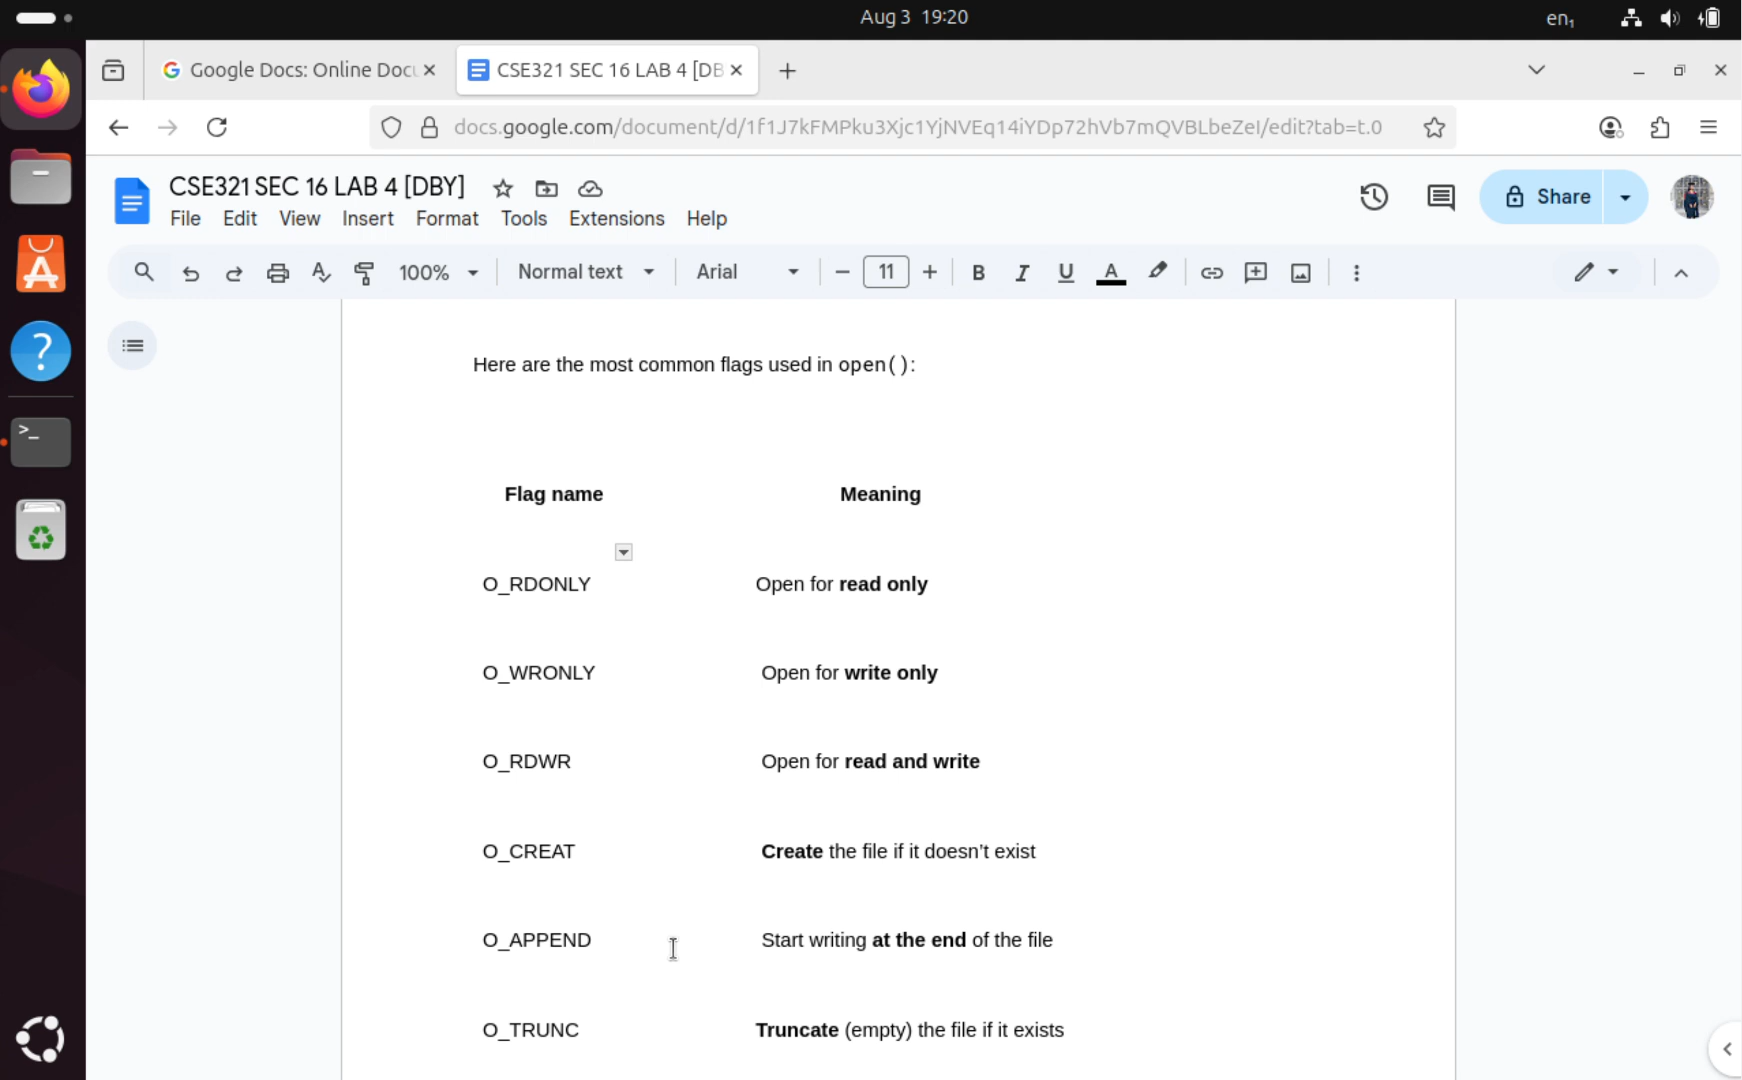 Aug 3 19:20
en₁
Google Docs: Online Doc
CSE321 SEC 16 LAB 4 [DB
docs.google.com/document/d/1f1J7kFMPku3Xjc1YjNVEq14iYDp72hVb7mQVBLbeZeI/edit?tab=t.0
CSE321 SEC 16 LAB 4 [DBY]
File Edit View Insert Format Tools Extensions Help
Share
100% Normal text Arial 11 B I U A
Here are the most common flags used in open():
Flag name Meaning
O_RDONLY Open for read only
O_WRONLY Open for write only
O_RDWR Open for read and write
O_CREAT Create the file if it doesn’t exist
O_APPEND Start writing at the end of the file
O_TRUNC Truncate (empty) the file if it exists